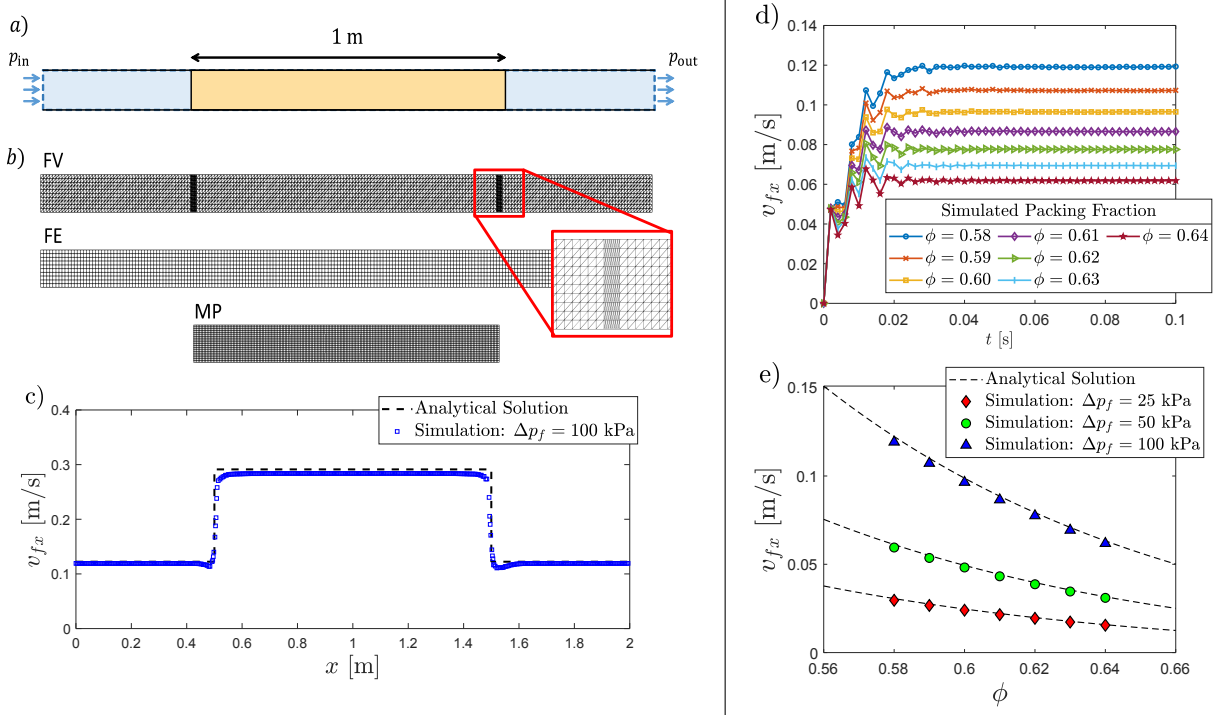 a)
1 m
p_in
p_out
b)
FV
FE
MP
c)
0.4
0.3
0.2
0.1
0
v_fx [m/s]
Analytical Solution
Simulation: Δp_f = 100 kPa
0 0.2 0.4 0.6 0.8 1 1.2 1.4 1.6 1.8 2
x [m]
d)
0.14
0.12
0.1
0.08
0.06
0.04
0.02
0
v_fx [m/s]
Simulated Packing Fraction
ϕ = 0.58 ϕ = 0.61 ϕ = 0.64
ϕ = 0.59 ϕ = 0.62
ϕ = 0.60 ϕ = 0.63
0 0.02 0.04 0.06 0.08 0.1
t [s]
e)
0.15
0.1
0.05
0
v_fx [m/s]
Analytical Solution
Simulation: Δp_f = 25 kPa
Simulation: Δp_f = 50 kPa
Simulation: Δp_f = 100 kPa
0.56 0.58 0.6 0.62 0.64 0.66
ϕ